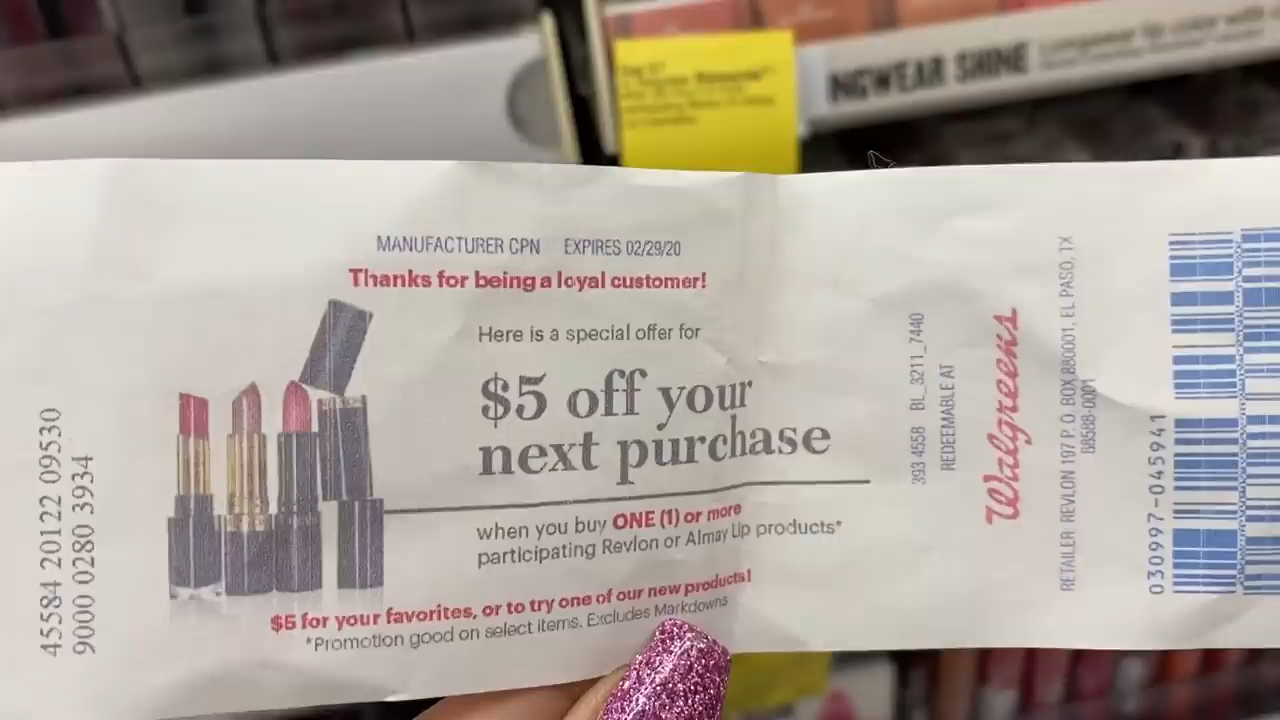 NGWEAR SHINE
MANUFACTURER CPN EXPIRES 02/29/20
Thanks for being a loyal customer!
Here is a special offer for
$5 off your
next purchase
when you buy ONE (1) or more
participating Revlon or Almay Lip products*
$5 for your favorites, or to try one of our new products!
*Promotion good on select items. Excludes Markdowns
45584 20122 09530
9000 0280 3934
393 4558 BL_3211_7440
REDEEMABLE AT
Walgreens
RETAILER: REVLON 197 P. O. BOX 880001, EL PASO, TX
88588-0001
030997-045941